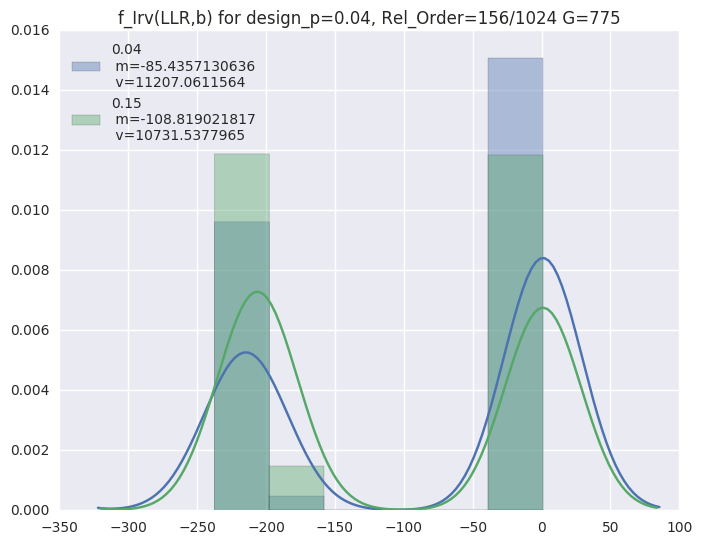 f_Irv(LLR,b) for design_p=0.04, Rel_Order=156/1024 G=775
0.04
m=-85.4357130636
v=11207.0611564
0.15
m=-108.819021817
v=10731.5377965
0.016
0.014
0.012
0.010
0.008
0.006
0.004
0.002
0.000
−350 −300 −250 −200 −150 −100 −50 0 50 100